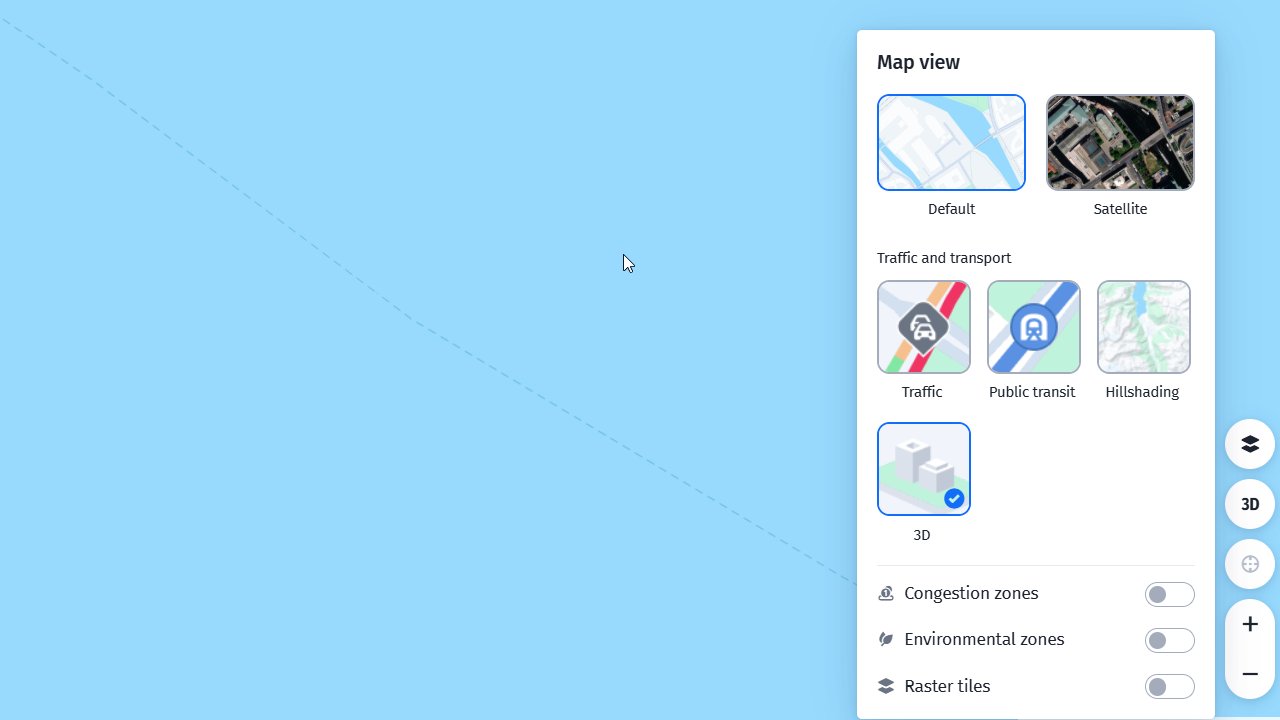 Map view
Default
Satellite
Traffic and transport
Traffic
Public transit
Hillshading
3D
Congestion zones
Environmental zones
Raster tiles
3D